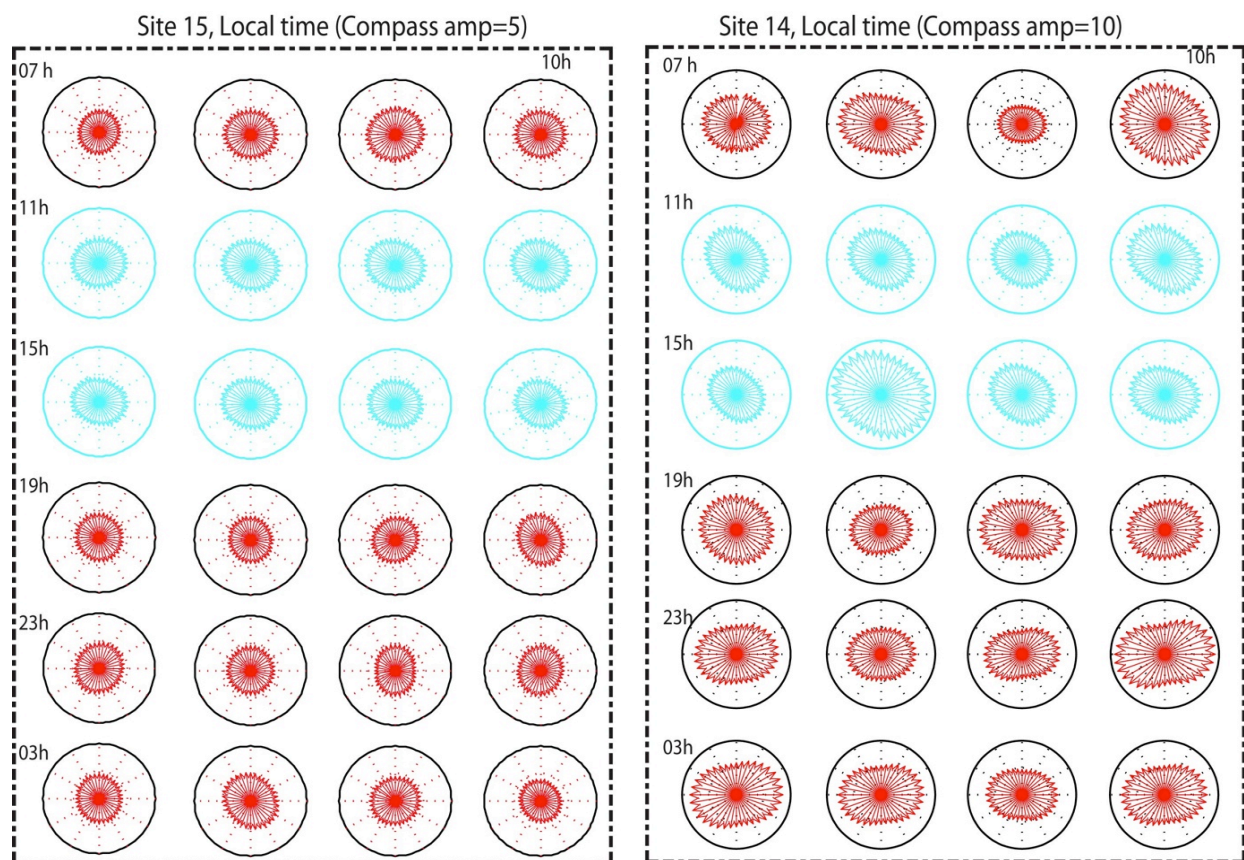 Site 15, Local time (Compass amp=5)
07 h
10h
11h
15h
19h
23h
03h
Site 14, Local time (Compass amp=10)
07 h
10h
11h
15h
19h
23h
03h